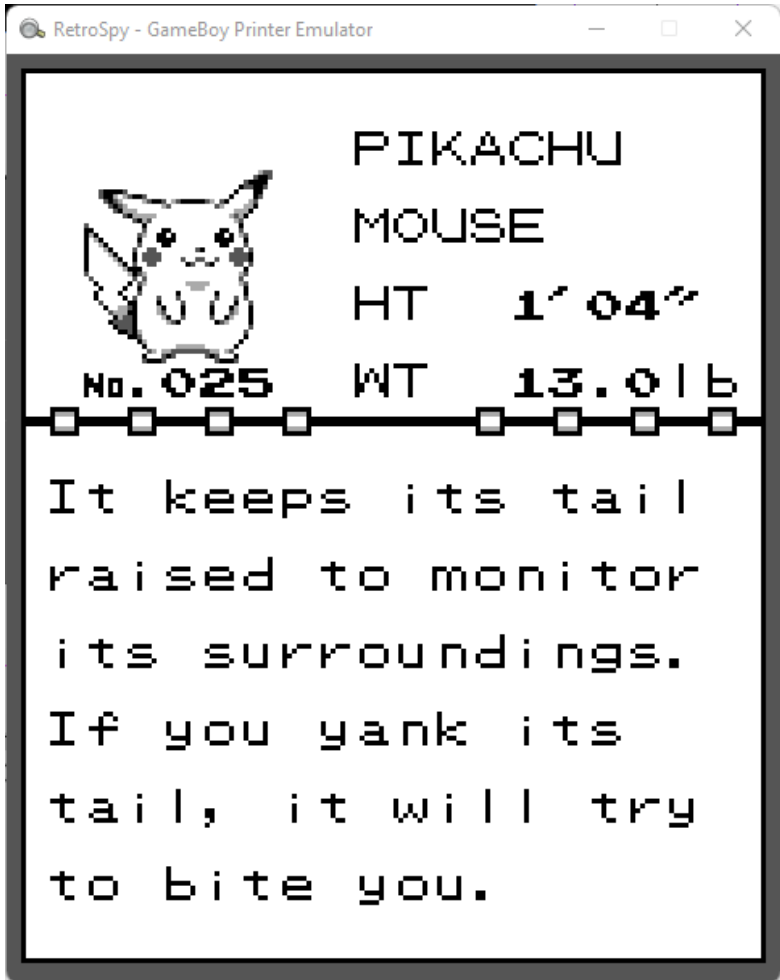 RetroSpy - GameBoy Printer Emulator
PIKACHU
MOUSE
HT 1′04″
WT 13.0lb
No.025
It keeps its tail
raised to monitor
its surroundings.
If you yank its
tail, it will try
to bite you.